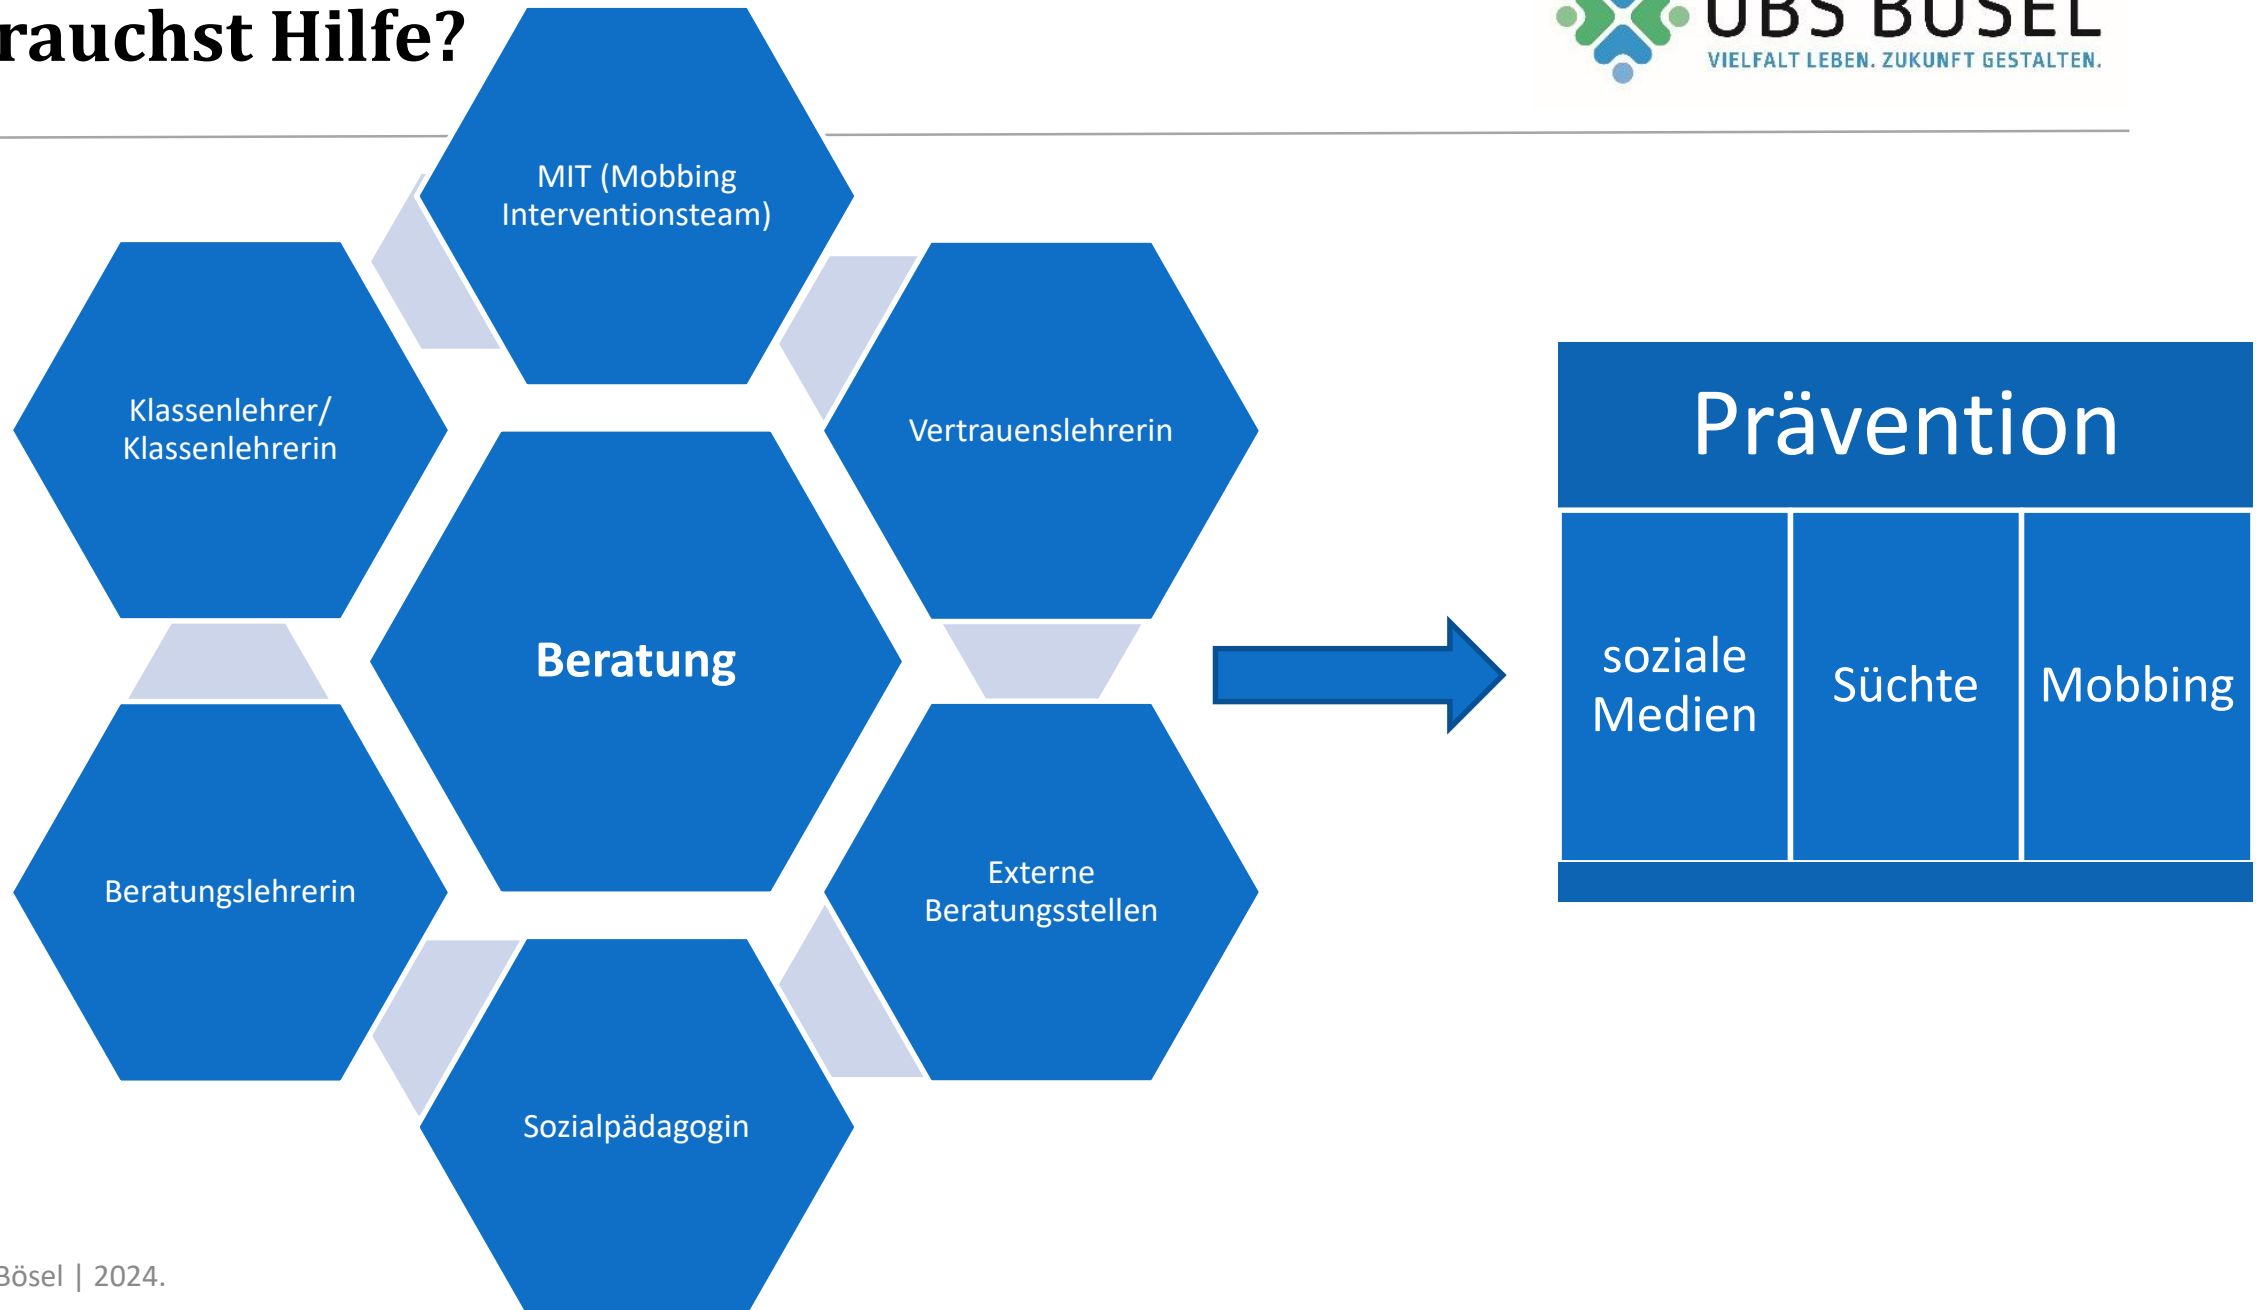 rauchst Hilfe?
BÖSEL
VIELFALT LEBEN. ZUKUNFT GESTALTEN.
MIT (Mobbing
Interventionsteam)
Klassenlehrer/
Klassenlehrerin
Vertrauenslehrerin
Beratung
Beratungslehrerin
Externe
Beratungsstellen
Sozialpädagogin
Prävention
soziale
Medien
Süchte
Mobbing
Bösel | 2024.